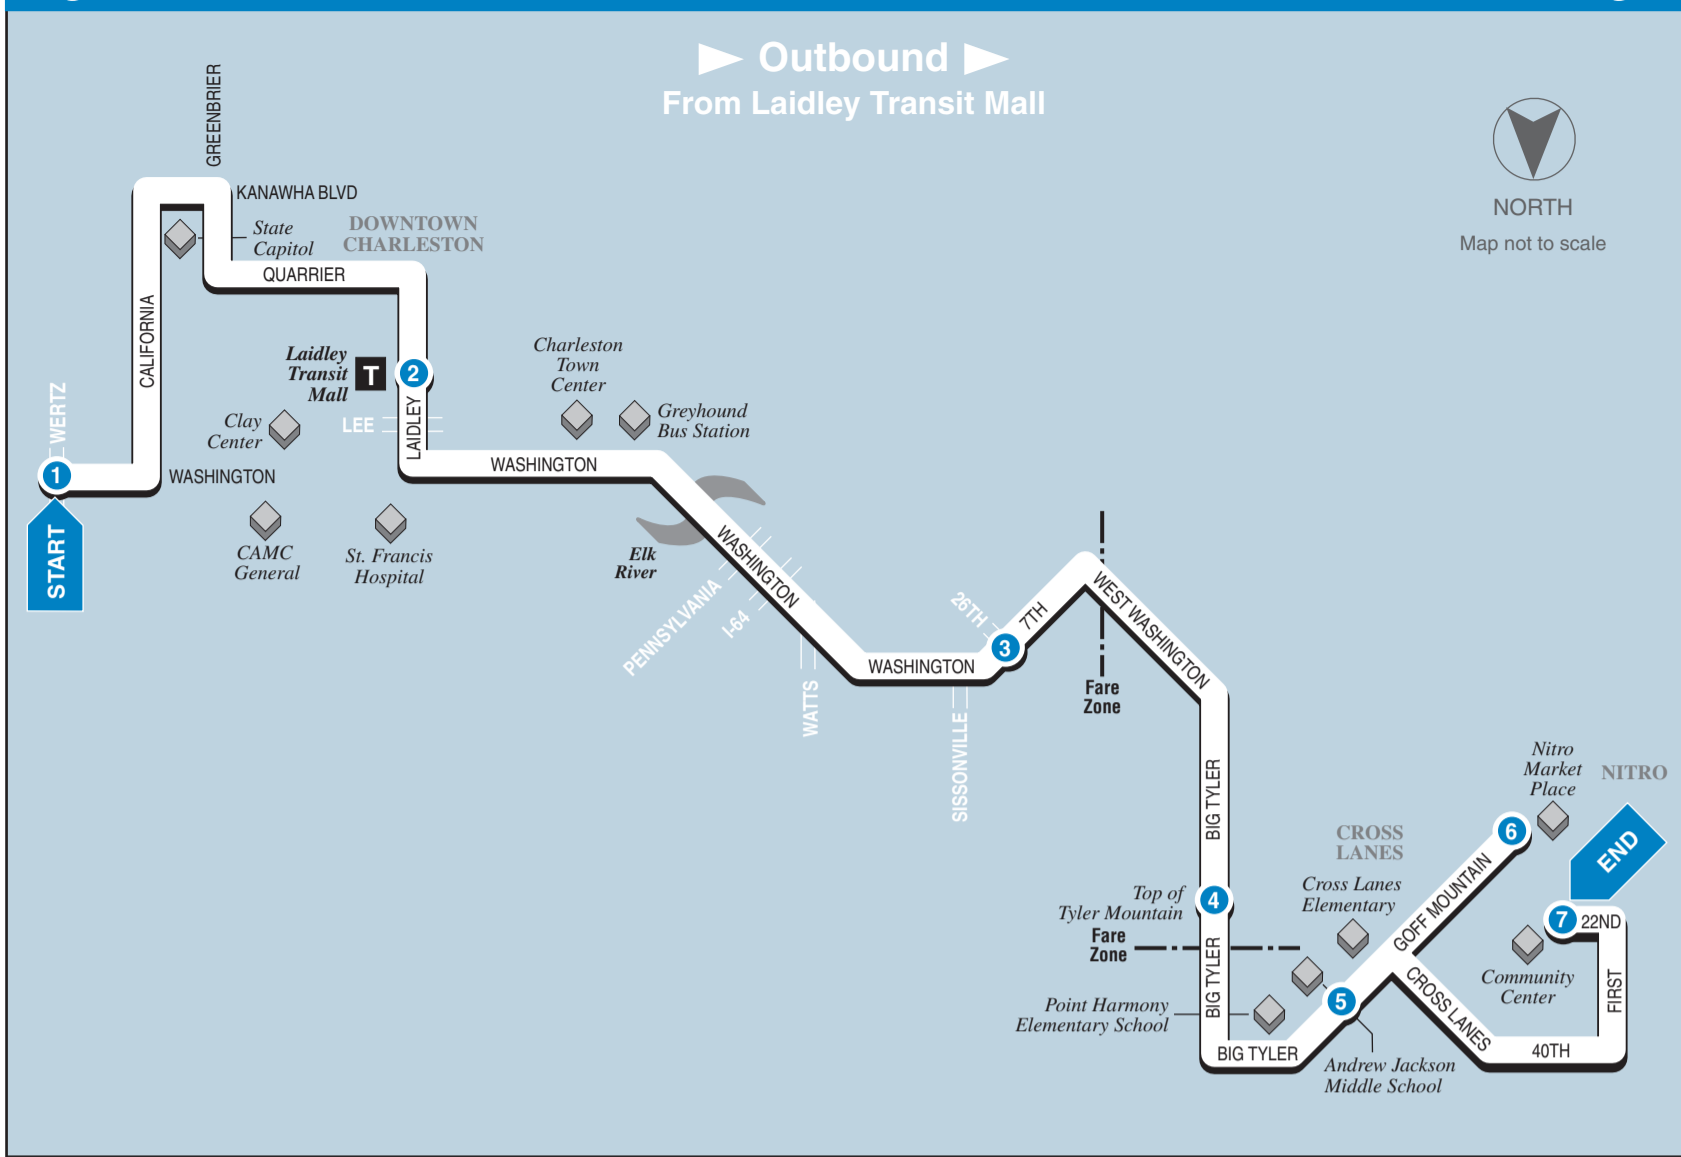 Outbound
From Laidley Transit Mall
NORTH
Map not to scale
GREENBRIER
KANAWHA BLVD
State
Capitol
DOWNTOWN
CHARLESTON
QUARRIER
CALIFORNIA
Laidley
Transit
Mall
T
2
LAIDLEY
LEE
WERTZ
1
START
WASHINGTON
Clay
Center
CAMC
General
St. Francis
Hospital
WASHINGTON
Charleston
Town
Center
Greyhound
Bus Station
Elk
River
WASHINGTON
PENNSYLVANIA
I-64
WATTS
WASHINGTON
SISSONVILLE
26TH
3
7TH
WEST WASHINGTON
Fare
Zone
BIG TYLER
Top of
Tyler Mountain
4
Fare
Zone
BIG TYLER
Point Harmony
Elementary School
BIG TYLER
CROSS
LANES
Cross Lanes
Elementary
5
Andrew Jackson
Middle School
GOFF MOUNTAIN
6
Nitro
Market
Place
NITRO
END
7
22ND
Community
Center
FIRST
CROSS LANES
40TH